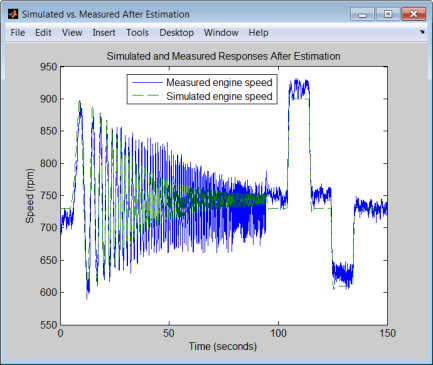 Simulated vs. Measured After Estimation
File Edit View Insert Tools Desktop Window Help
Simulated and Measured Responses After Estimation
Measured engine speed
Simulated engine speed
Speed (rpm)
950
900
850
800
750
700
650
600
550
0 50 100 150
Time (seconds)